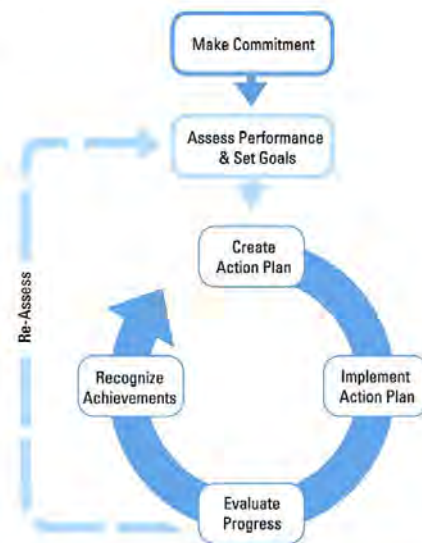 Make Commitment
Assess Performance
& Set Goals
Create
Action Plan
Re-Assess
Recognize
Achievements
Implement
Action Plan
Evaluate
Progress